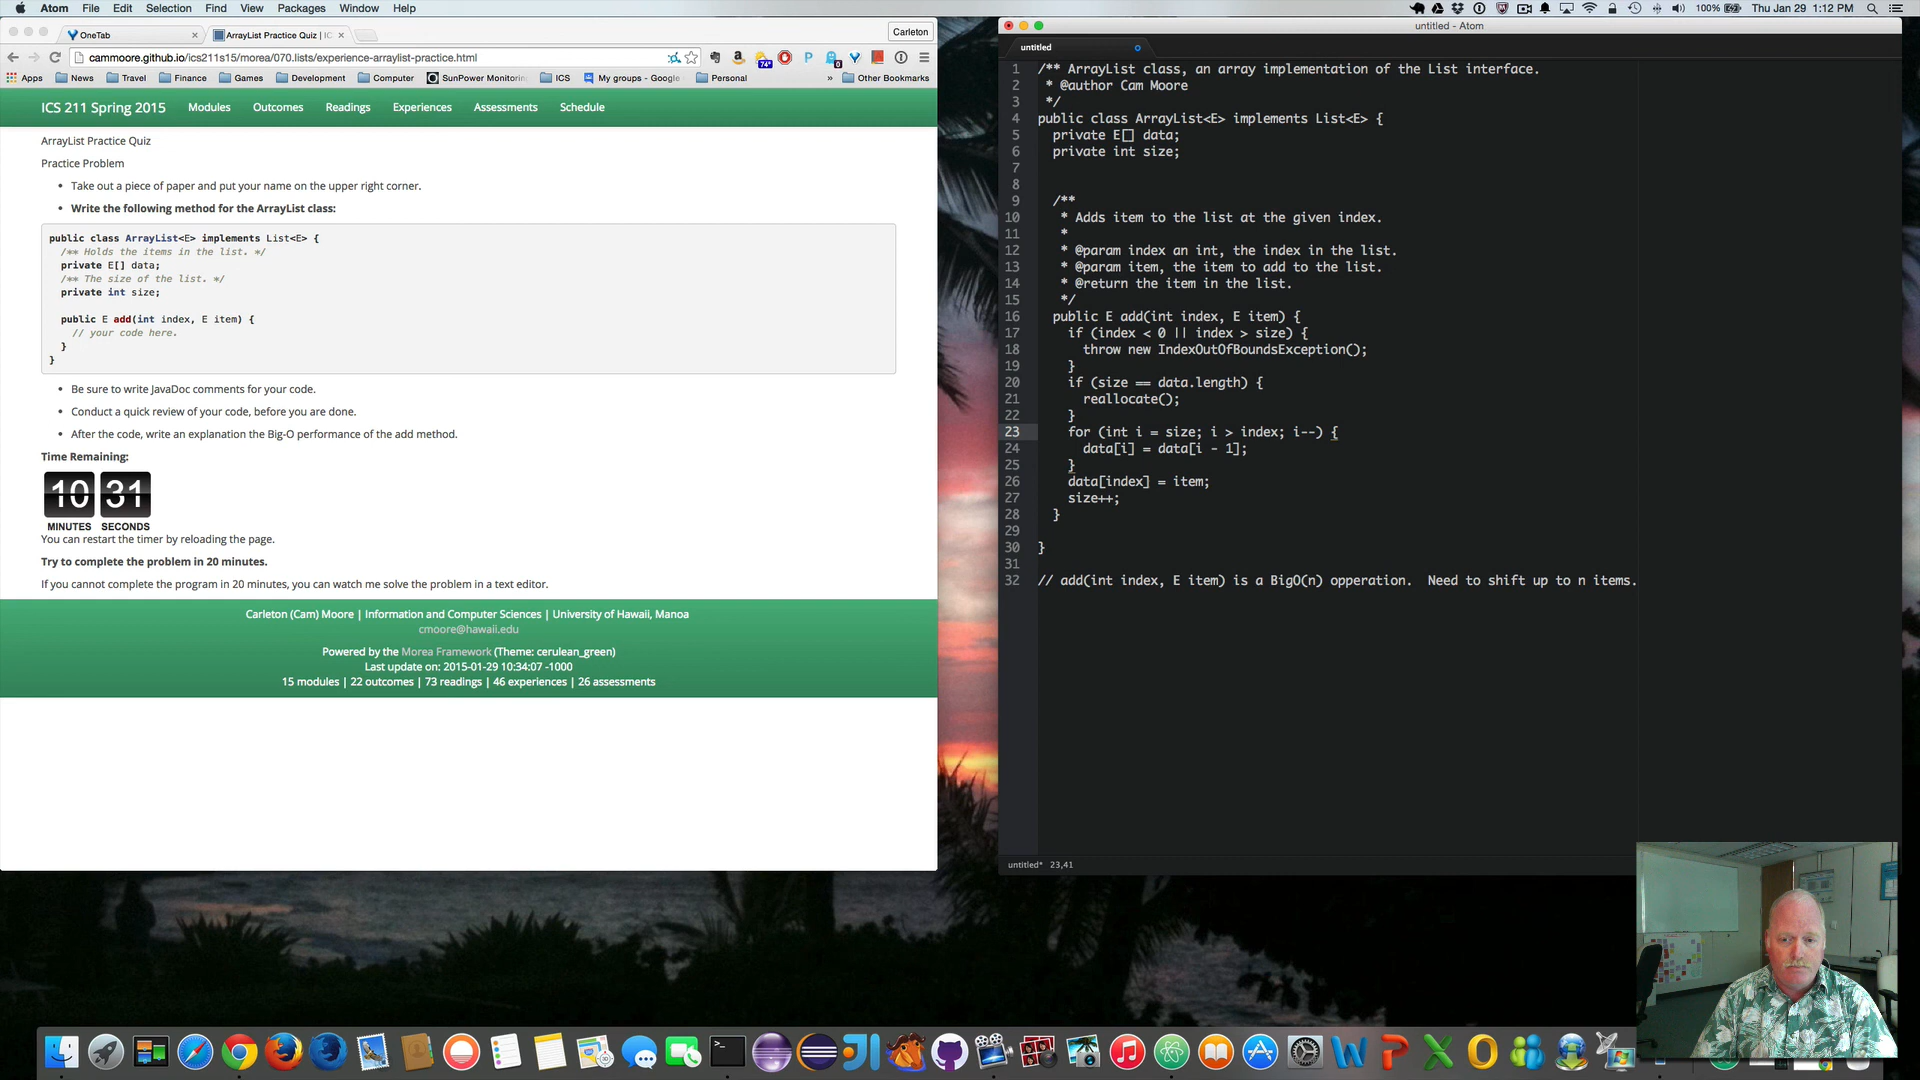 Atom File Edit View Selection Find Packages Window Help
100% Thu Jan 29 1:12 PM
OneTab
ArrayList Practice Quiz | IC
Carleton
cammoore.github.io/ics211s15/morea/070.lists/experience-arraylist-practice.html
Apps News Travel Finance Games Development Computer SunPower Monitoring ICS My groups - Google Personal » Other Bookmarks
ICS 211 Spring 2015 Modules Outcomes Readings Experiences Assessments Schedule
ArrayList Practice Quiz
Practice Problem
• Take out a piece of paper and put your name on the upper right corner.
• Write the following method for the ArrayList class:
public class ArrayList<E> implements List<E> {
/** Holds the items in the list. */
private E[] data;
/** The size of the list. */
private int size;
public E add(int index, E item) {
// your code here.
}
}
• Be sure to write JavaDoc comments for your code.
• Conduct a quick review of your code, before you are done.
• After the code, write an explanation the Big-O performance of the add method.
Time Remaining:
10 31
MINUTES SECONDS
You can restart the timer by reloading the page.
Try to complete the problem in 20 minutes.
If you cannot complete the program in 20 minutes, you can watch me solve the problem in a text editor.
Carleton (Cam) Moore | Information and Computer Sciences | University of Hawaii, Manoa
cmoore@hawaii.edu
Powered by the Morea Framework (Theme: cerulean_green)
Last update on: 2015-01-29 10:34:07 -1000
15 modules | 22 outcomes | 73 readings | 46 experiences | 26 assessments
untitled - Atom
untitled
1 /** ArrayList class, an array implementation of the List interface.
2 * @author Cam Moore
3 */
4 public class ArrayList<E> implements List<E> {
5 private E[] data;
6 private int size;
7
8
9 /**
10 * Adds item to the list at the given index.
11 *
12 * @param index an int, the index in the list.
13 * @param item, the item to add to the list.
14 * @return the item in the list.
15 */
16 public E add(int index, E item) {
17 if (index < 0 || index > size) {
18 throw new IndexOutOfBoundsException();
19 }
20 if (size == data.length) {
21 reallocate();
22 }
23 for (int i = size; i > index; i--) {
24 data[i] = data[i - 1];
25 }
26 data[index] = item;
27 size++;
28 }
29
30 }
31
32 // add(int index, E item) is a BigO(n) opperation. Need to shift up to n items.
untitled* 23,41